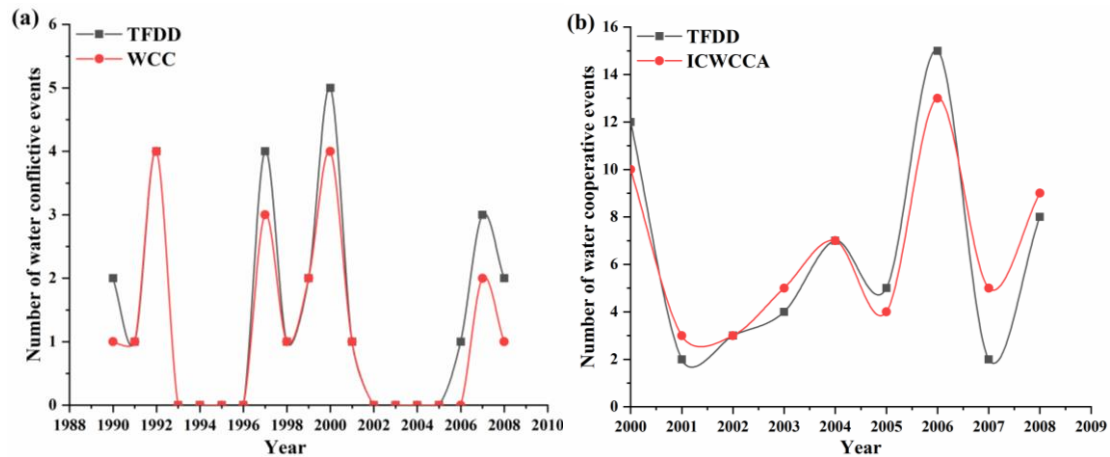 (a)
TFDD
WCC
Number of water conflictive events
6
5
4
3
2
1
0
1988 1990 1992 1994 1996 1998 2000 2002 2004 2006 2008 2010
Year
(b)
TFDD
ICWCCA
Number of water cooperative events
16
14
12
10
8
6
4
2
0
2000 2001 2002 2003 2004 2005 2006 2007 2008 2009
Year